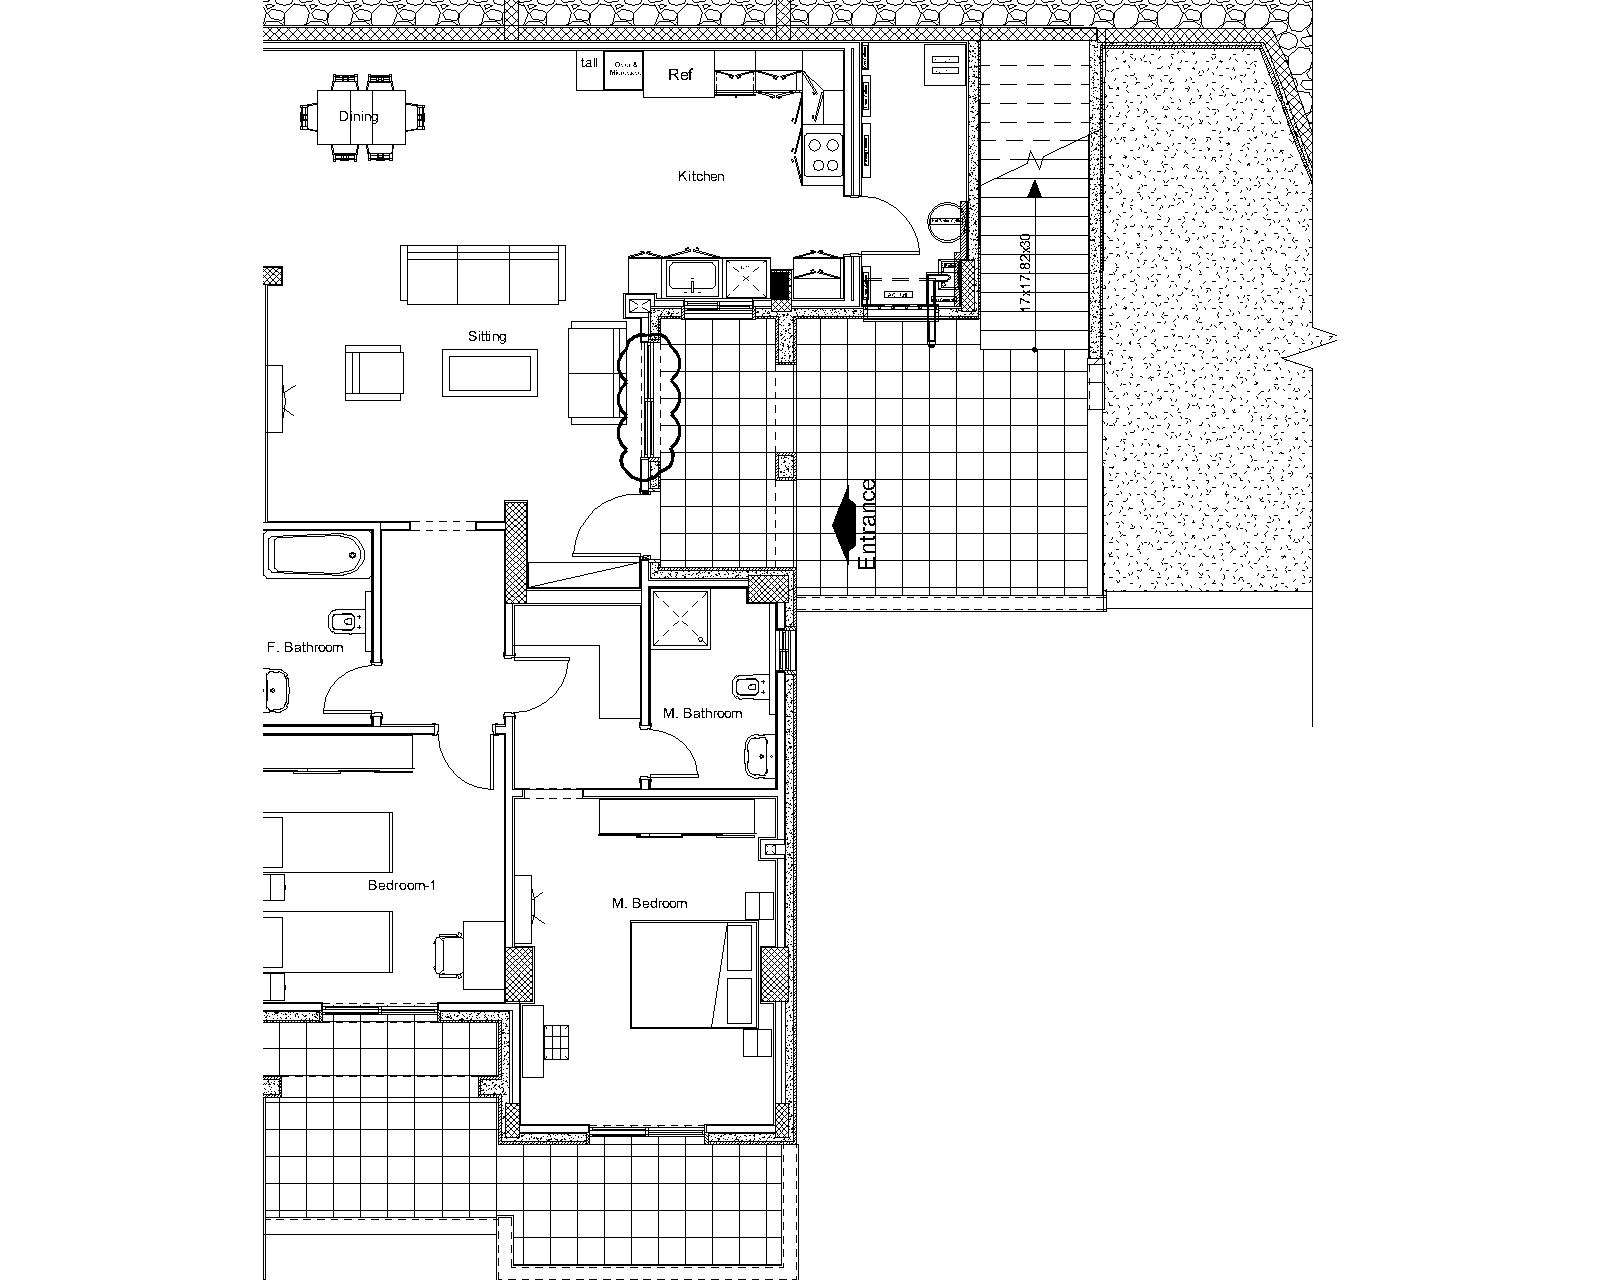 tall
Oven &
Microwave
Ref
Dining
Kitchen
17x17.82x30
Sitting
Entrance
F. Bathroom
M. Bathroom
Bedroom-1
M. Bedroom